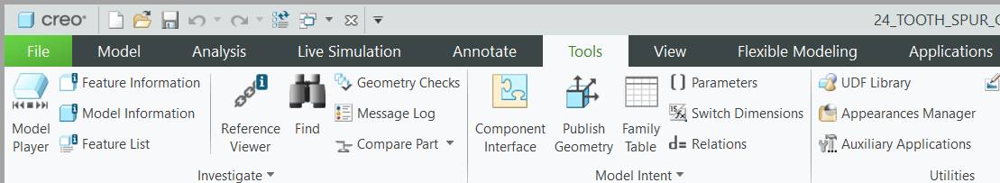 creo®
24_TOOTH_SPUR_
File Model Analysis Live Simulation Annotate Tools View Flexible Modeling Applications
Model Player
Feature Information
Model Information
Feature List
Reference Viewer
Find
Geometry Checks
Message Log
Compare Part
Investigate
Component Interface
Publish Geometry
Family Table
Parameters
Switch Dimensions
d= Relations
Model Intent
UDF Library
Appearances Manager
Auxiliary Applications
Utilities